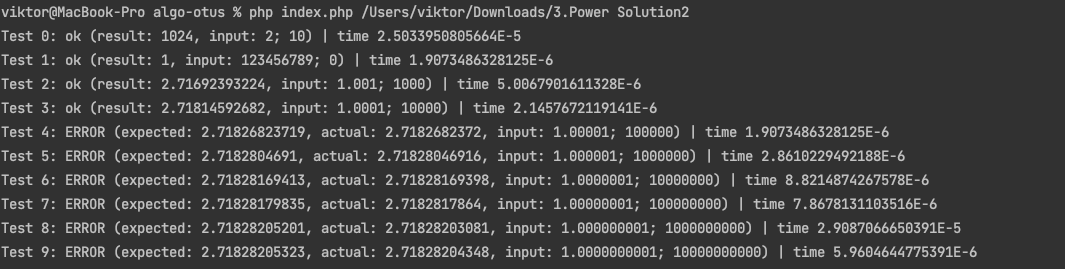 viktor@MacBook-Pro algo-otus % php index.php /Users/viktor/Downloads/3.Power Solution2
Test 0: ok (result: 1024, input: 2; 10) | time 2.5033950805664E-5
Test 1: ok (result: 1, input: 123456789; 0) | time 1.9073486328125E-6
Test 2: ok (result: 2.71692393224, input: 1.001; 1000) | time 5.0067901611328E-6
Test 3: ok (result: 2.71814592682, input: 1.0001; 10000) | time 2.1457672119141E-6
Test 4: ERROR (expected: 2.71826823719, actual: 2.7182682372, input: 1.00001; 100000) | time 1.9073486328125E-6
Test 5: ERROR (expected: 2.7182804691, actual: 2.71828046916, input: 1.000001; 1000000) | time 2.8610229492188E-6
Test 6: ERROR (expected: 2.71828169413, actual: 2.71828169398, input: 1.0000001; 10000000) | time 8.8214874267578E-6
Test 7: ERROR (expected: 2.71828179835, actual: 2.7182817864, input: 1.00000001; 100000000) | time 7.8678131103516E-6
Test 8: ERROR (expected: 2.71828205201, actual: 2.71828203081, input: 1.000000001; 1000000000) | time 2.9087066650391E-5
Test 9: ERROR (expected: 2.71828205323, actual: 2.71828204348, input: 1.0000000001; 10000000000) | time 5.9604644775391E-6